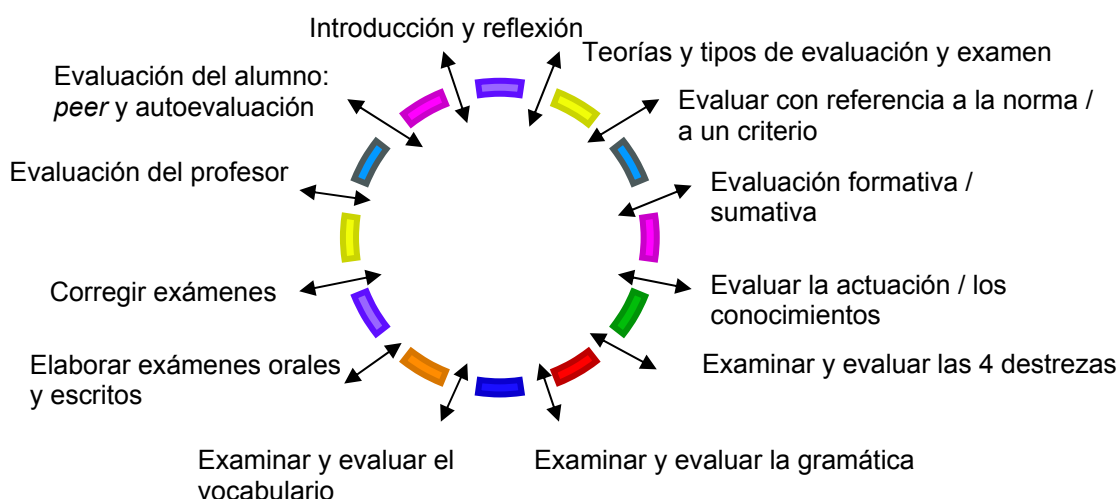 Introducción y reflexión
Teorías y tipos de evaluación y examen
Evaluar con referencia a la norma /
a un criterio
Evaluación formativa /
sumativa
Evaluar la actuación / los
conocimientos
Examinar y evaluar las 4 destrezas
Examinar y evaluar la gramática
Examinar y evaluar el
vocabulario
Elaborar exámenes orales
y escritos
Corregir exámenes
Evaluación del profesor
Evaluación del alumno:
peer y autoevaluación